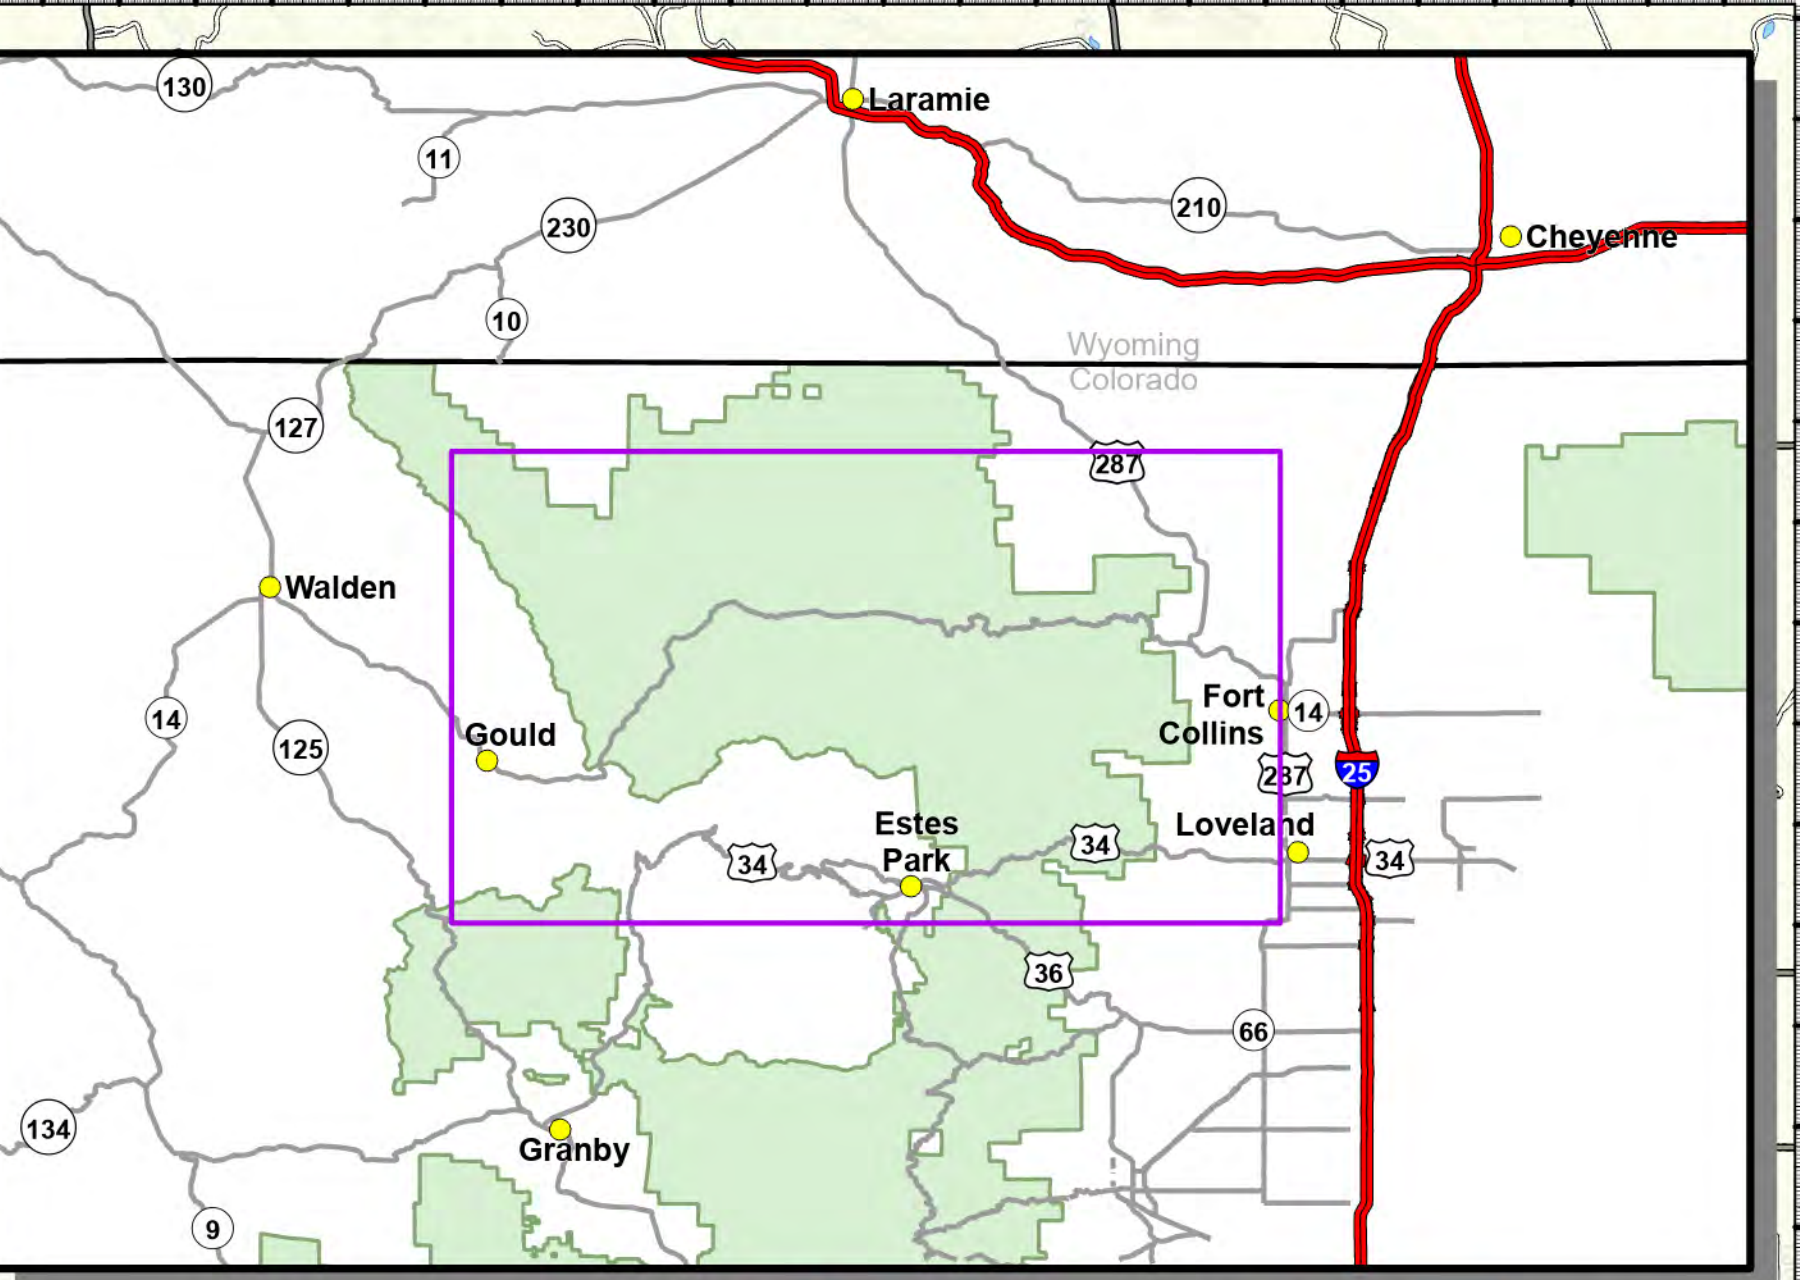 130
Laramie
11
210
230
Cheyenne
10
Wyoming
Colorado
127
287
Walden
Fort
Collins
14
14
Gould
125
287
25
Estes
Park
Loveland
34
34
34
36
66
134
Granby
9